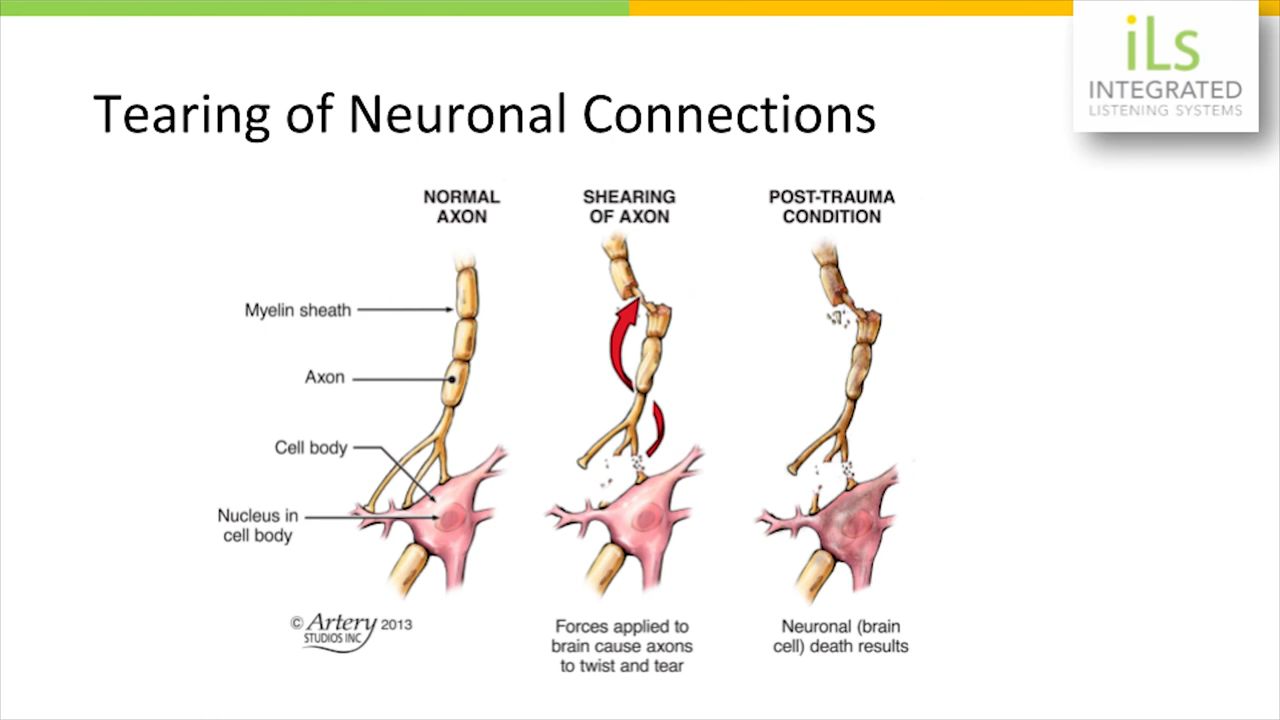 iLs
INTEGRATED
LISTENING SYSTEMS
Tearing of Neuronal Connections
NORMAL
AXON
SHEARING
OF AXON
POST-TRAUMA
CONDITION
Myelin sheath
Axon
Cell body
Nucleus in
cell body
© Artery 2013
STUDIOS INC
Forces applied to
brain cause axons
to twist and tear
Neuronal (brain
cell) death results